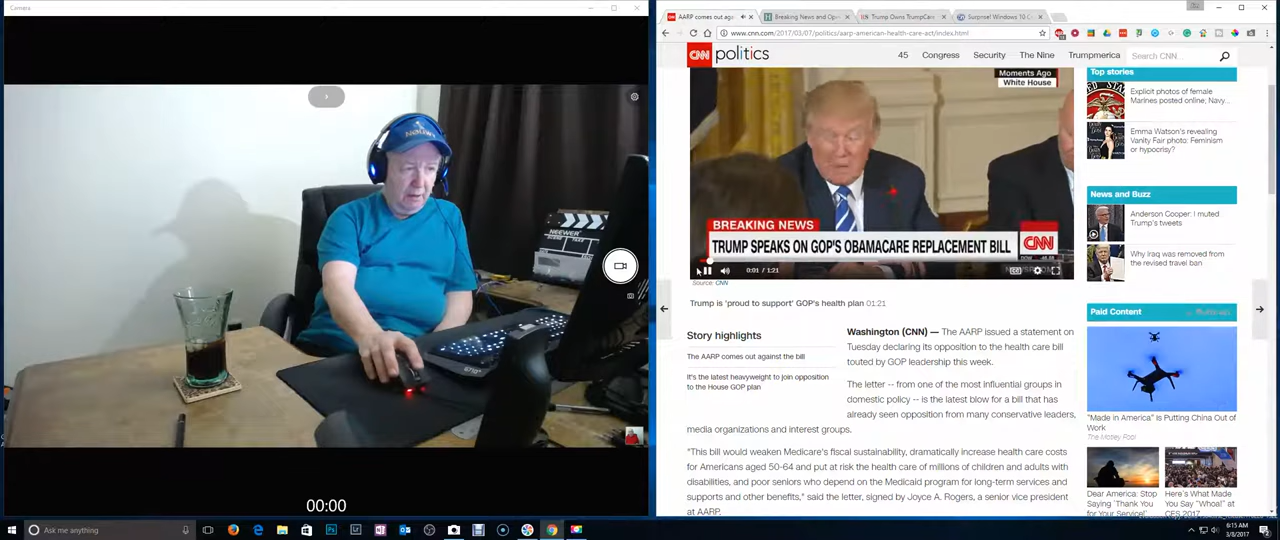 Camera
AARP comes out aga
Breaking News and Op
Trump Owns TrumpCare
Surprise! Windows 10
www.cnn.com/2017/03/07/politics/aarp-american-health-care-act/index.html
CNN politics
45 Congress Security The Nine Trumpmerica
Search CNN...
Moments Ago
White House
BREAKING NEWS
TRUMP SPEAKS ON GOP'S OBAMACARE REPLACEMENT BILL
CNN
0:01 / 1:21
Source: CNN
Trump is 'proud to support' GOP's health plan 01:21
Story highlights
The AARP comes out against the bill
It's the latest heavyweight to join opposition
to the House GOP plan
Washington (CNN) — The AARP issued a statement on
Tuesday declaring its opposition to the health care bill
touted by GOP leadership this week.
The letter -- from one of the most influential groups in
domestic policy -- is the latest blow for a bill that has
already seen opposition from many conservative leaders,
media organizations and interest groups.
"This bill would weaken Medicare's fiscal sustainability, dramatically increase health care costs
for Americans aged 50-64 and put at risk the health care of millions of children and adults with
disabilities, and poor seniors who depend on the Medicaid program for long-term services and
supports and other benefits," said the letter, signed by Joyce A. Rogers, a senior vice president
at AARP.
Top stories
Explicit photos of female
Marines posted online, Navy...
Emma Watson's revealing
Vanity Fair photo: Feminism
or hypocrisy?
News and Buzz
Anderson Cooper: I muted
Trump's tweets
Why Iraq was removed
from the revised travel ban
Paid Content
"Made in America" Is Putting China Out of
Work
The Motley Fool
Dear America: Stop
Saying 'Thank You
for Your Service'
Here's What Made
You Say "Whoa!" at
CES 2017
NEEWER
G710+
00:00
Ask me anything
6:15 AM
3/8/2017